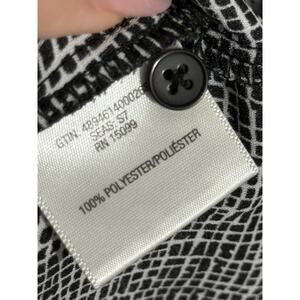 GTIN: 489461400026
SEAS: S7
RN 15099
100% POLYESTER/POLIÉSTER